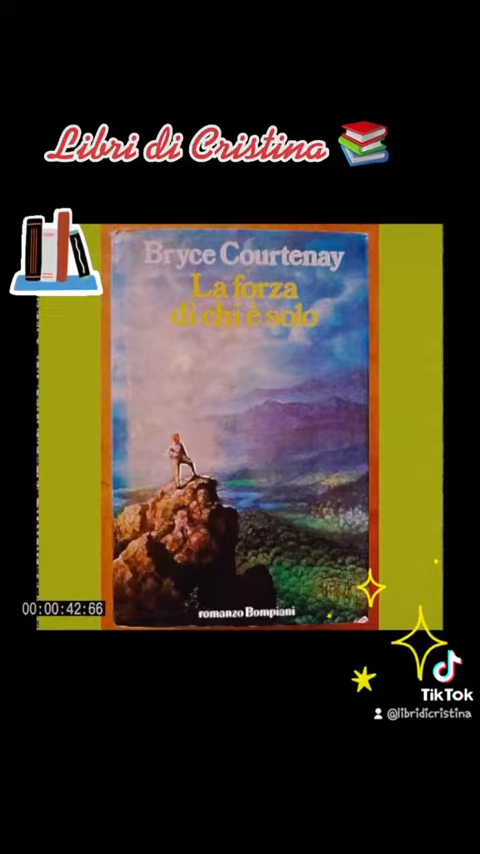 Libri di Cristina
Bryce Courtenay
La forza
di chi è solo
romanzo Bompiani
00:00:42:66
TikTok
@libridicristina